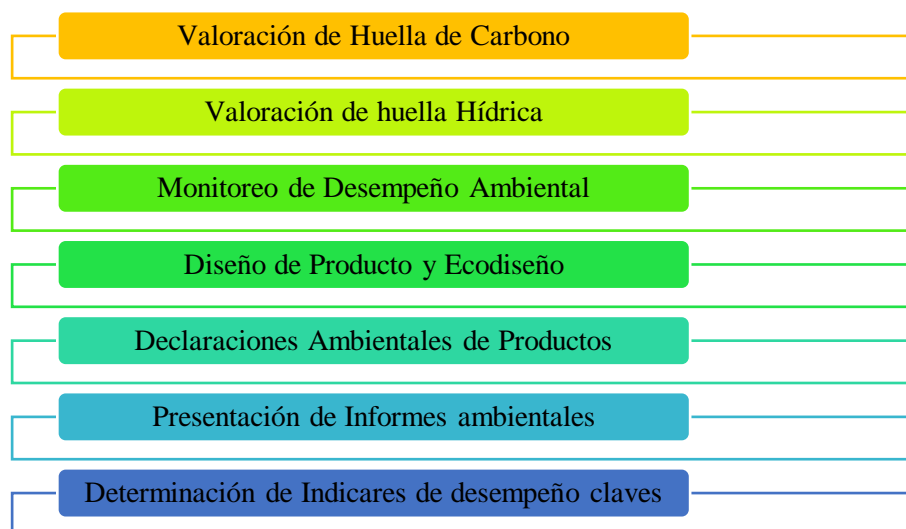 Valoración de Huella de Carbono
Valoración de huella Hídrica
Monitoreo de Desempeño Ambiental
Diseño de Producto y Ecodiseño
Declaraciones Ambientales de Productos
Presentación de Informes ambientales
Determinación de Indicares de desempeño claves